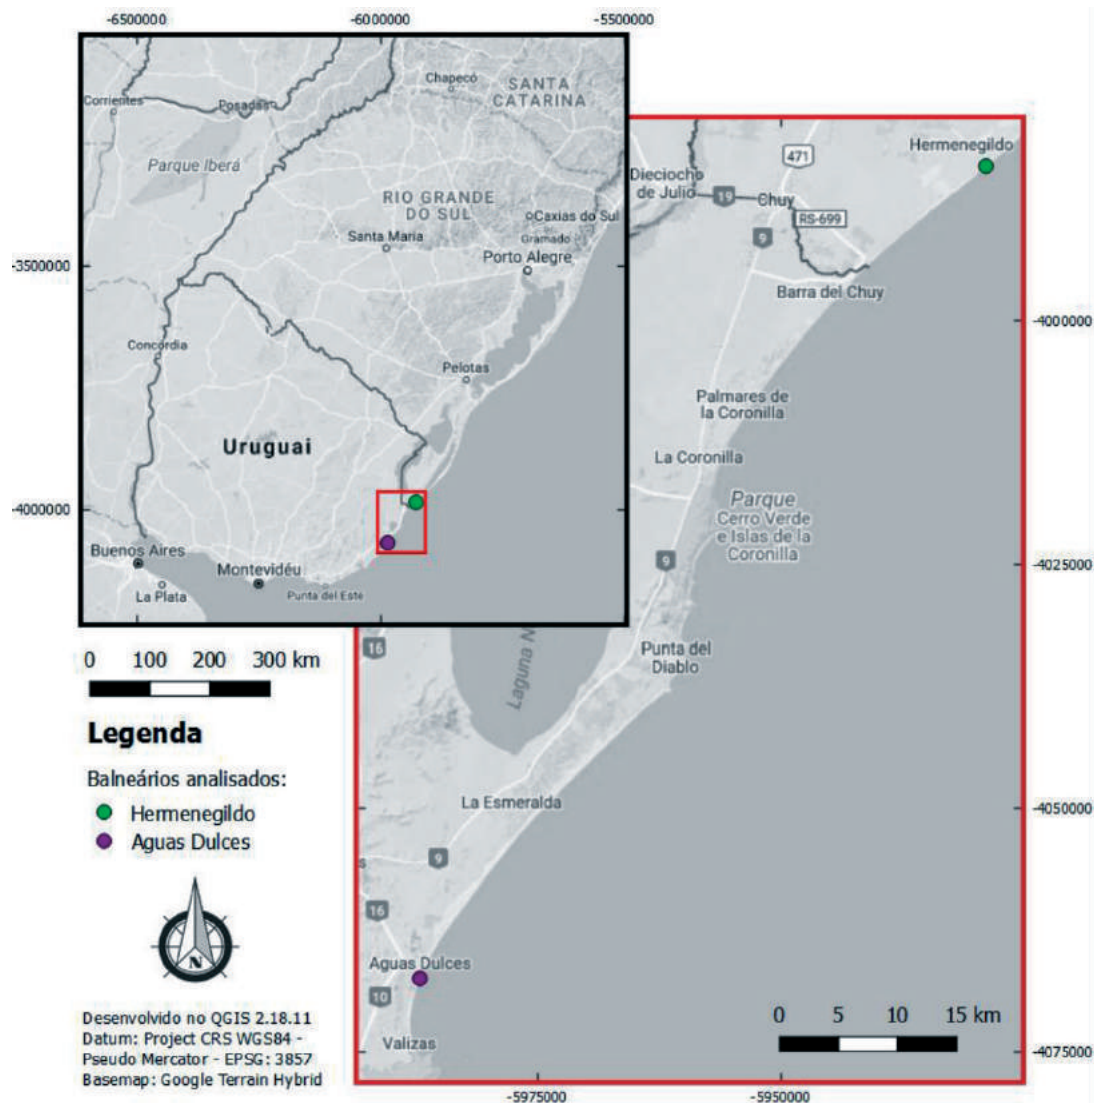 -6500000
-6000000
-5500000
Chapecó
SANTA
CATARINA
Corrientes
Posadas
Parque Iberá
RIO GRANDE
DO SUL
Caxias do Sul
Gramado
Santa Maria
Porto Alegre
-3500000
Concordia
Pelotas
Uruguai
-4000000
Buenos Aires
Montevidéu
La Plata
Punta del Este
Hermenegildo
471
Dieciocho
de Julio
19
Chuy
RS-699
9
Barra del Chuy
-4000000
Palmares de
la Coronilla
La Coronilla
Parque
Cerro Verde
e Islas de la
Coronilla
9
-4025000
16
Laguna N
Punta del
Diablo
La Esmeralda
-4050000
9
s
16
Aguas Dulces
10
Valizas
-4075000
0 5 10 15 km
-5975000
-5950000
0 100 200 300 km
Legenda
Balneários analisados:
Hermenegildo
Aguas Dulces
N
Desenvolvido no QGIS 2.18.11
Datum: Project CRS WGS84 -
Pseudo Mercator - EPSG: 3857
Basemap: Google Terrain Hybrid